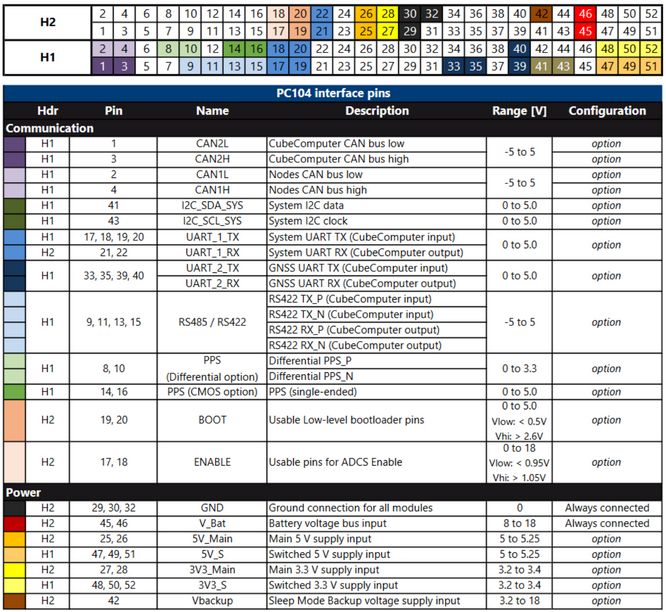 H2
2 4 6 8 10 12 14 16 18 20 22 24 26 28 30 32 34 36 38 40 42 44 46 48 50 52
1 3 5 7 9 11 13 15 17 19 21 23 25 27 29 31 33 35 37 39 41 43 45 47 49 51
H1
2 4 6 8 10 12 14 16 18 20 22 24 26 28 30 32 34 36 38 40 42 44 46 48 50 52
1 3 5 7 9 11 13 15 17 19 21 23 25 27 29 31 33 35 37 39 41 43 45 47 49 51
PC104 interface pins
Hdr Pin Name Description Range [V] Configuration
Communication
H1 1 CAN2L CubeComputer CAN bus low -5 to 5 option
H1 3 CAN2H CubeComputer CAN bus high option
H1 2 CAN1L Nodes CAN bus low -5 to 5 option
H1 4 CAN1H Nodes CAN bus high option
H1 41 I2C_SDA_SYS System I2C data 0 to 5.0 option
H1 43 I2C_SCL_SYS System I2C clock 0 to 5.0 option
H1 17, 18, 19, 20 UART_1_TX System UART TX (CubeComputer input) 0 to 5.0 option
H2 21, 22 UART_1_RX System UART RX (CubeComputer output)
H1 33, 35, 39, 40 UART_2_TX GNSS UART TX (CubeComputer input) 0 to 5.0 option
UART_2_RX GNSS UART RX (CubeComputer output)
H1 9, 11, 13, 15 RS485 / RS422 RS422 TX_P (CubeComputer input) -5 to 5 option
RS422 TX_N (CubeComputer input)
RS422 RX_P (CubeComputer output)
RS422 RX_N (CubeComputer output)
H1 8, 10 PPS Differential PPS_P 0 to 3.3 option
(Differential option) Differential PPS_N
H1 14, 16 PPS (CMOS option) PPS (single-ended) 0 to 5.0 option
H2 19, 20 BOOT Usable Low-level bootloader pins 0 to 5.0 option
Vlow: < 0.5V
Vhi: > 2.6V
H2 17, 18 ENABLE Usable pins for ADCS Enable 0 to 18 option
Vlow: < 0.95V
Vhi: > 1.05V
Power
H2 29, 30, 32 GND Ground connection for all modules 0 Always connected
H2 45, 46 V_Bat Battery voltage bus input 8 to 18 Always connected
H2 25, 26 5V_Main Main 5 V supply input 5 to 5.25 option
H1 47, 49, 51 5V_S Switched 5 V supply input 5 to 5.25 option
H2 27, 28 3V3_Main Main 3.3 V supply input 3.2 to 3.4 option
H1 48, 50, 52 3V3_S Switched 3.3 V supply input 3.2 to 3.4 option
H2 42 Vbackup Sleep Mode Backup voltage supply input 3.2 to 18 option